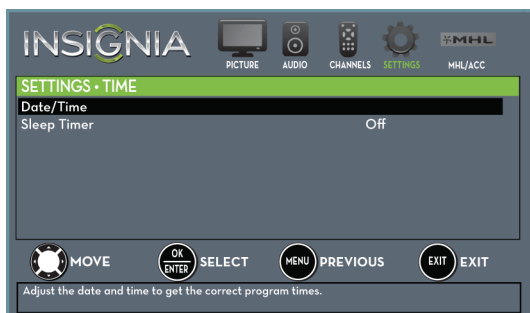 INSIGNIA
PICTURE AUDIO CHANNELS SETTINGS MHL MHL/ACC
SETTINGS • TIME
Date/Time
Sleep Timer Off
MOVE OK ENTER SELECT MENU PREVIOUS EXIT EXIT
Adjust the date and time to get the correct program times.